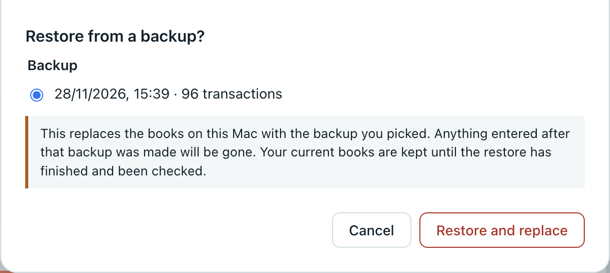 Restore from a backup?
Backup
28/11/2026, 15:39 · 96 transactions
This replaces the books on this Mac with the backup you picked. Anything entered after
that backup was made will be gone. Your current books are kept until the restore has
finished and been checked.
Cancel
Restore and replace